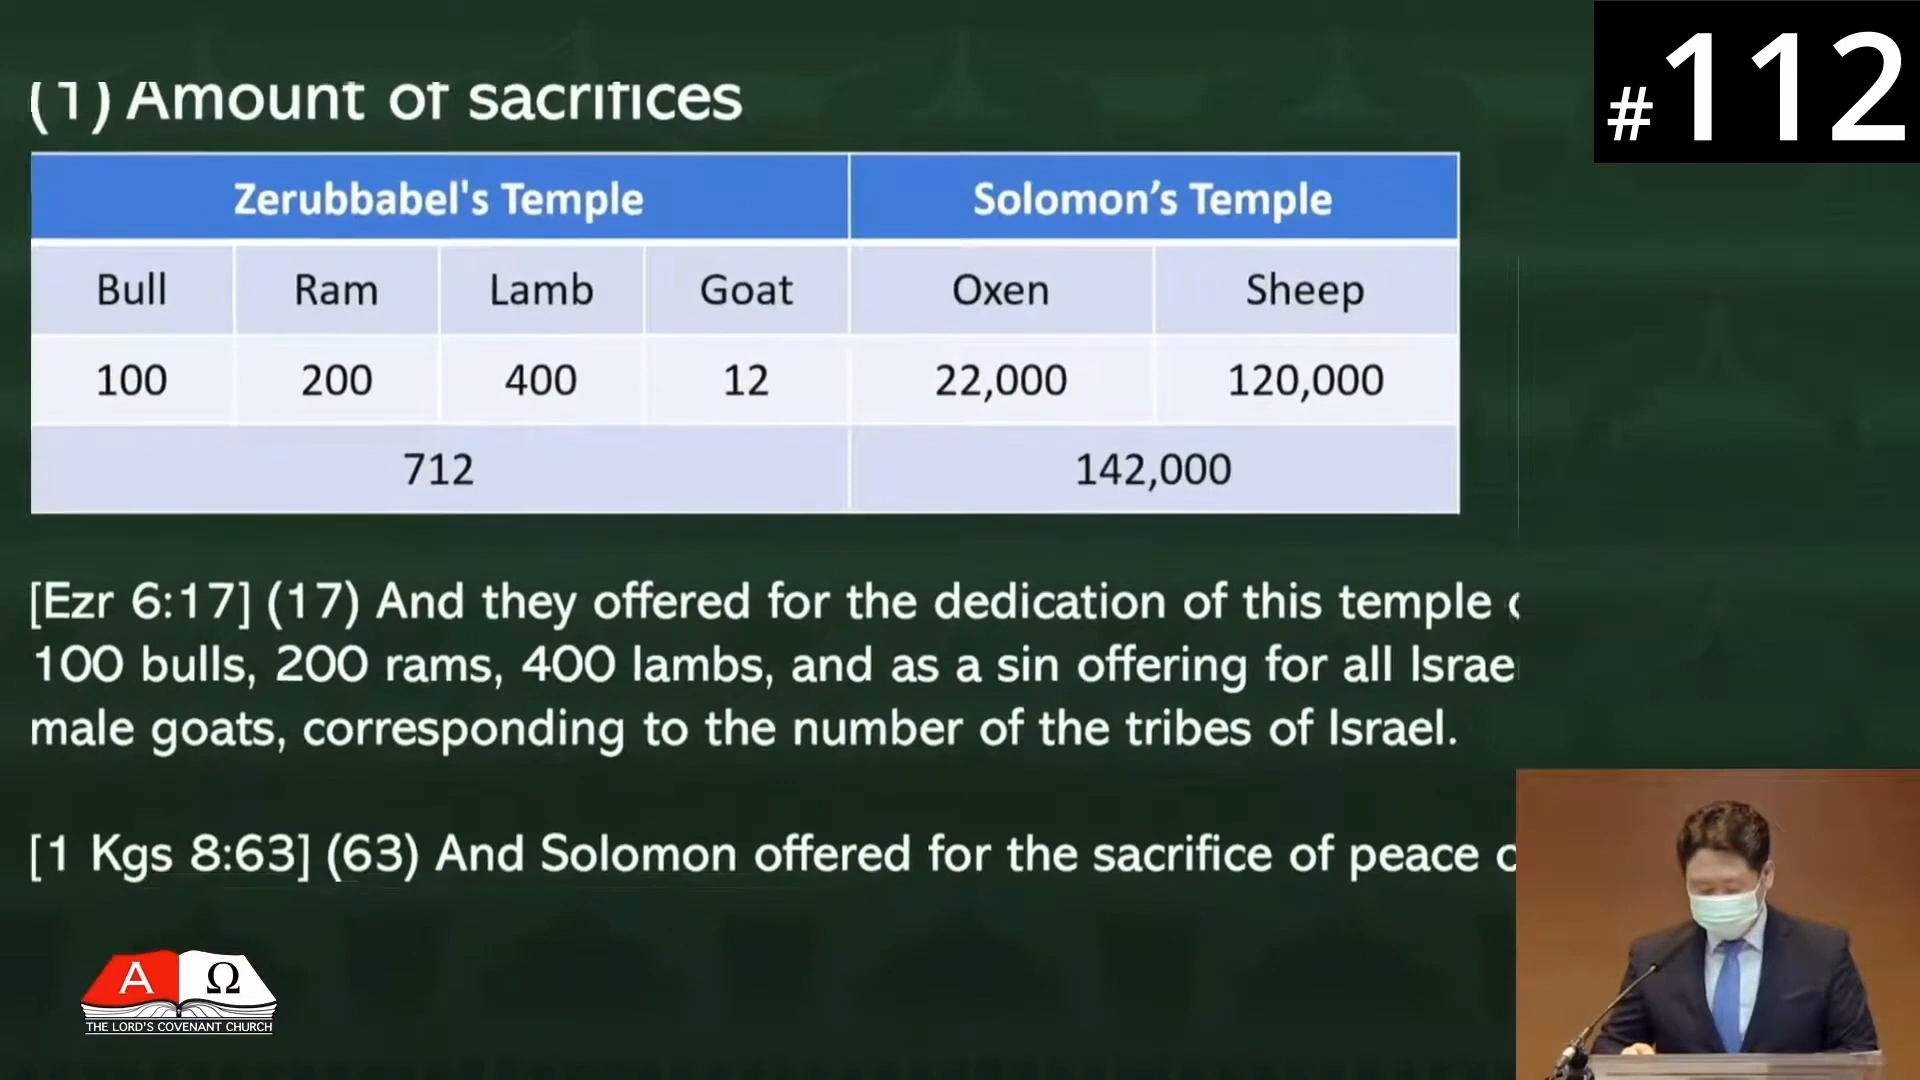 #112
(1) Amount of sacrifices
Zerubbabel's Temple Solomon's Temple
Bull Ram Lamb Goat Oxen Sheep
100 200 400 12 22,000 120,000
712 142,000
[Ezr 6:17] (17) And they offered for the dedication of this temple
100 bulls, 200 rams, 400 lambs, and as a sin offering for all Israe
male goats, corresponding to the number of the tribes of Israel.
[1 Kgs 8:63] (63) And Solomon offered for the sacrifice of peace
A Ω
THE LORD'S COVENANT CHURCH